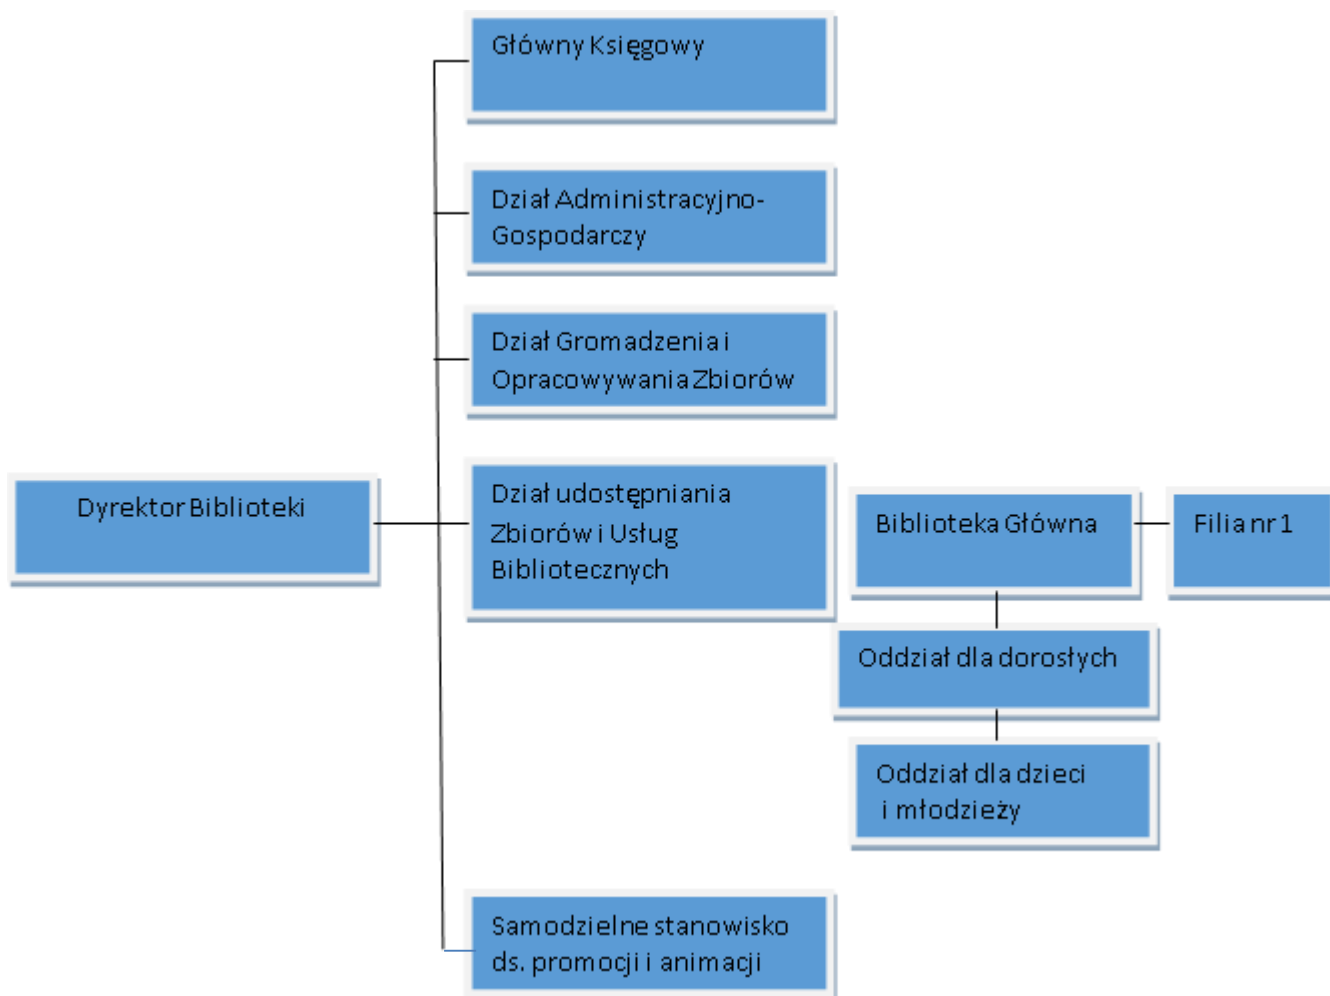 Główny Księgowy
Dział Administracyjno-
Gospodarczy
Dział Gromadzenia i
Opracowywania Zbiorów
Dyrektor Biblioteki
Dział udostępniania
Zbiorów i Usług
Bibliotecznych
Biblioteka Główna
Filia nr 1
Oddział dla dorosłych
Oddział dla dzieci
i młodzieży
Samodzielne stanowisko
ds. promocji i animacji